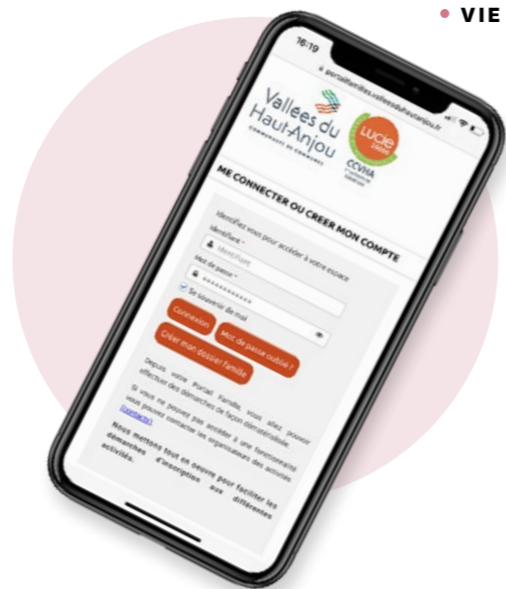 • VIE
16:19
portailfamilles.valleesduhautanjou.fr
Vallées du
Haut-Anjou
COMMUNAUTÉ DE COMMUNES
LUCIE
26000
CCVHA
ME CONNECTER OU CREER MON COMPTE
Identifiez vous pour accéder à votre espace
Identifiant *
Identifiant
Mot de passe *
************
Se souvenir de moi
Connexion
Mot de passe oublié ?
Créer mon dossier famille
Depuis votre Portail Famille, vous allez pouvoir
effectuer des démarches de façon dématérialisée.
Si vous ne pouvez pas accéder à une fonctionnalité
vous pouvez contacter les organisateurs des activités
(contacts).
Nous mettons tout en oeuvre pour faciliter les
démarches d'inscription aux différentes
activités.